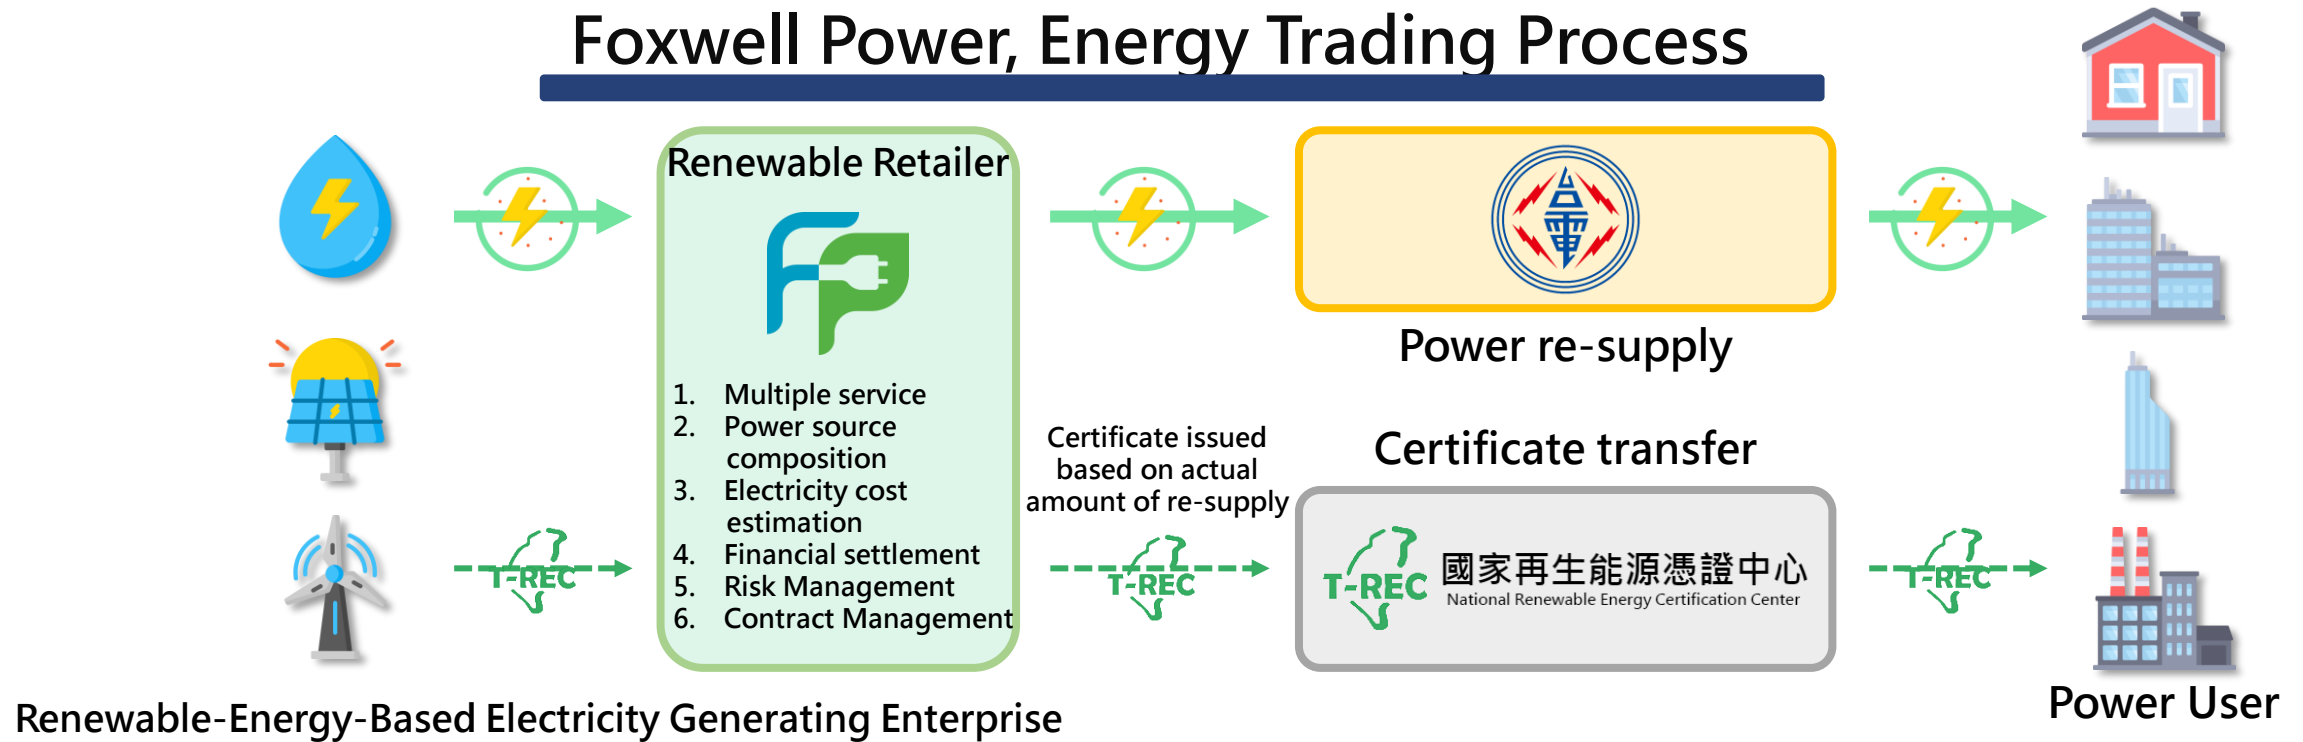 Foxwell Power, Energy Trading Process
Renewable Retailer
FP
1. Multiple service
2. Power source
composition
3. Electricity cost
estimation
4. Financial settlement
5. Risk Management
6. Contract Management
台電
Power re-supply
Certificate issued
based on actual
amount of re-supply
Certificate transfer
T-REC
T-REC
T-REC
國家再生能源憑證中心
National Renewable Energy Certification Center
T-REC
Renewable-Energy-Based Electricity Generating Enterprise
Power User